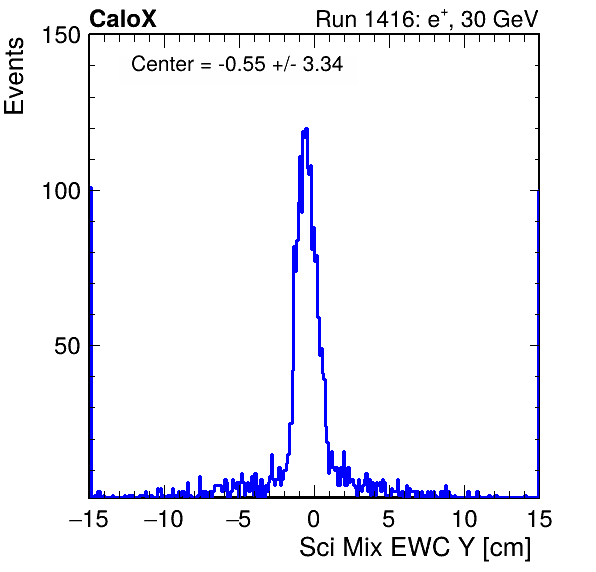 CaloX Run 1416: e⁺, 30 GeV
Center = -0.55 +/- 3.34
Events
150
100
50
−15 −10 −5 0 5 10 15
Sci Mix EWC Y [cm]